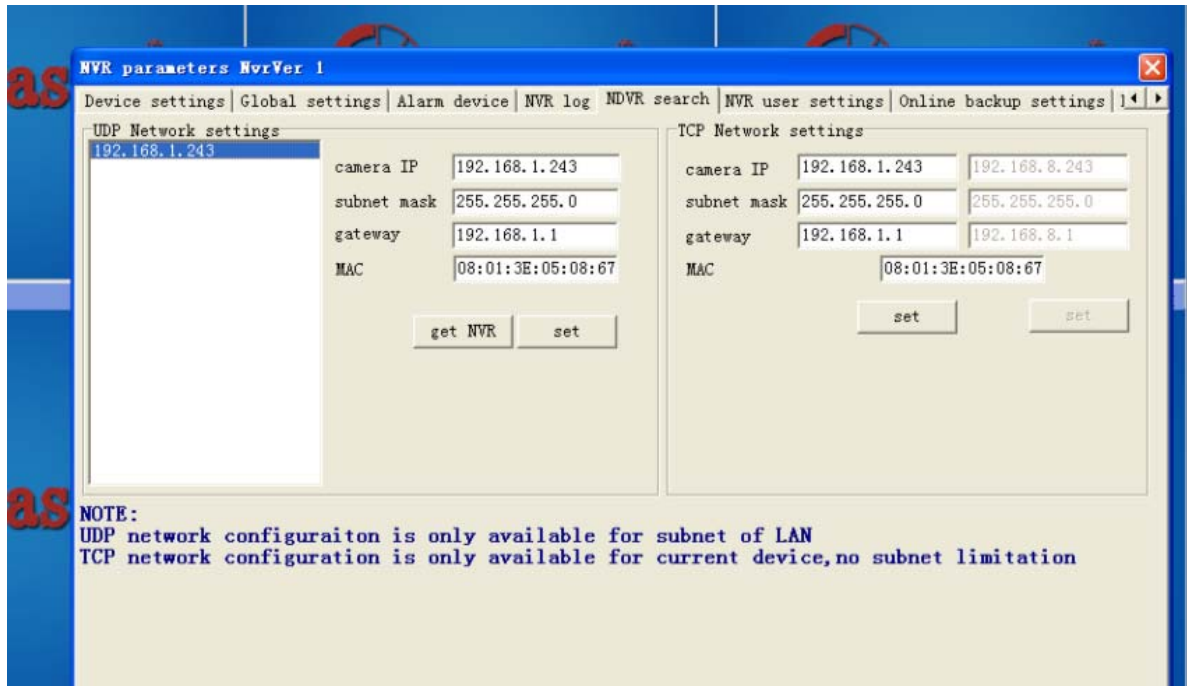 as
NVR parameters NvrVer 1
Device settings Global settings Alarm device NVR log NDVR search NVR user settings Online backup settings
UDP Network settings
192.168.1.243
camera IP 192.168.1.243
subnet mask 255.255.255.0
gateway 192.168.1.1
MAC 08:01:3E:05:08:67
get NVR set
TCP Network settings
camera IP 192.168.1.243 192.168.8.243
subnet mask 255.255.255.0 255.255.255.0
gateway 192.168.1.1 192.168.8.1
MAC 08:01:3E:05:08:67
set set
as
NOTE:
UDP network configuraiton is only available for subnet of LAN
TCP network configuration is only available for current device,no subnet limitation